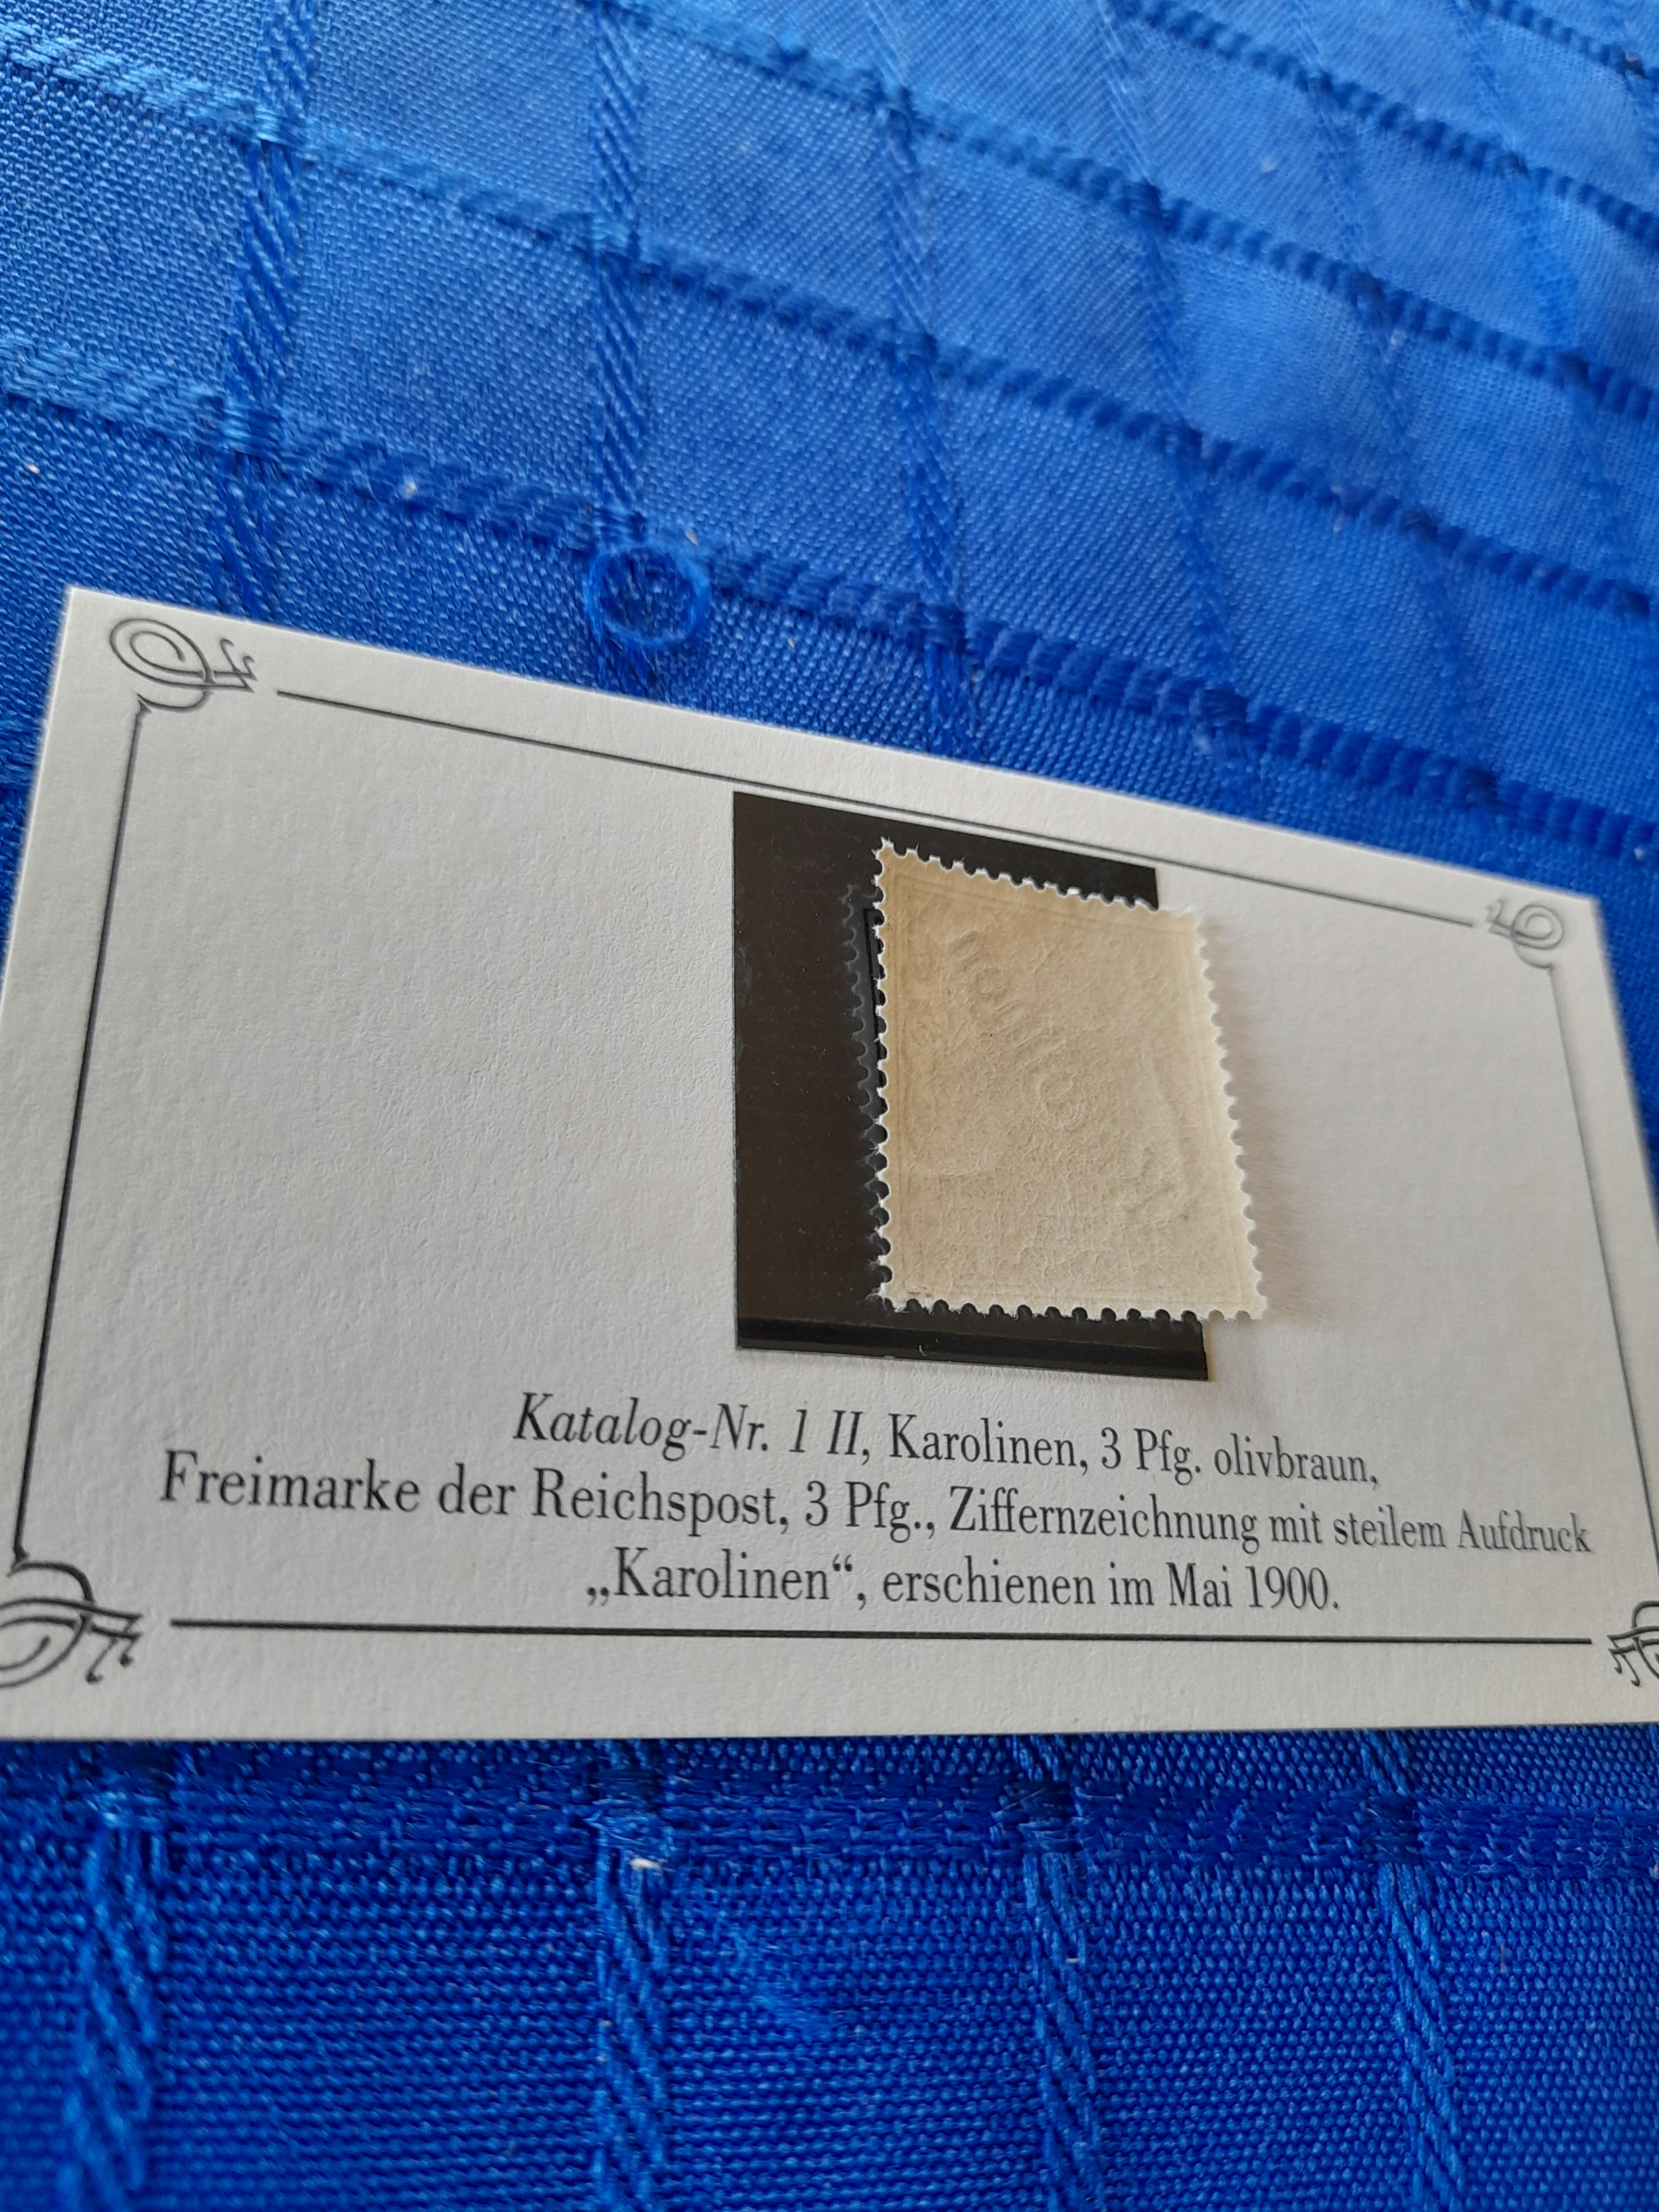 Katalog-Nr. 1 II, Karolinen, 3 Pfg. olivbraun,
Freimarke der Reichspost, 3 Pfg., Ziffernzeichnung mit steilem Aufdruck
„Karolinen“, erschienen im Mai 1900.